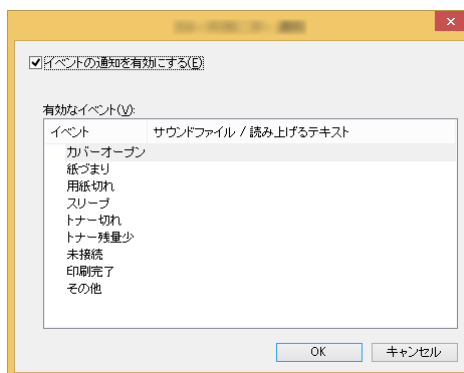 イベントの通知を有効にする(E)
有効なイベント(V):
イベント サウンドファイル / 読み上げるテキスト
カバーオープン
紙づまり
用紙切れ
スリープ
トナー切れ
トナー残量少
未接続
印刷完了
その他
OK キャンセル